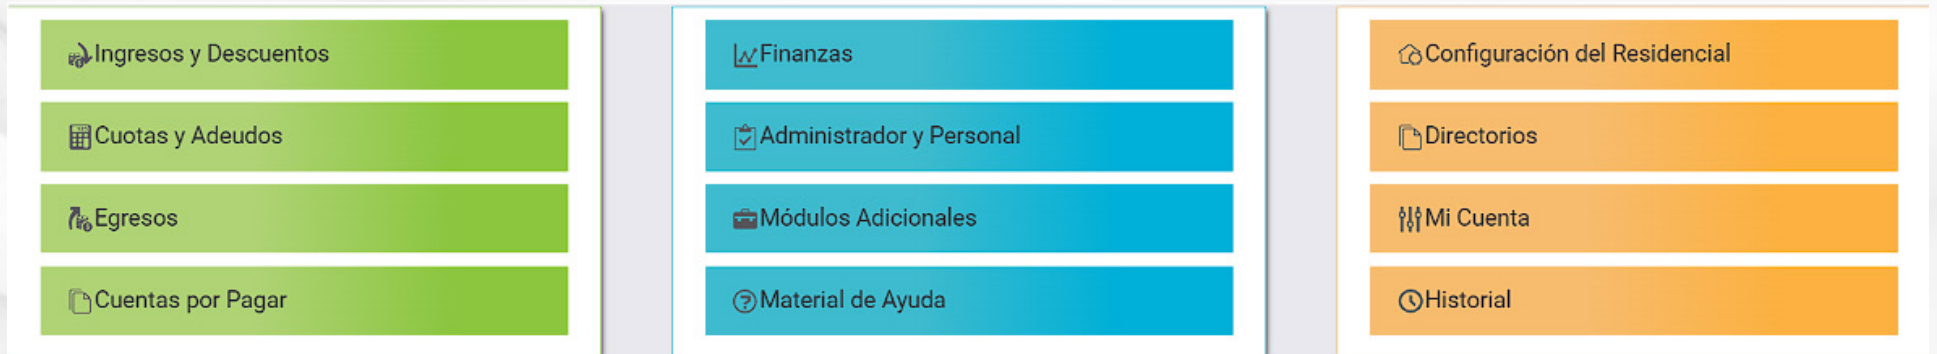 Ingresos y Descuentos
Cuotas y Adeudos
Egresos
Cuentas por Pagar
Finanzas
Administrador y Personal
Módulos Adicionales
Material de Ayuda
Configuración del Residencial
Directorios
Mi Cuenta
Historial